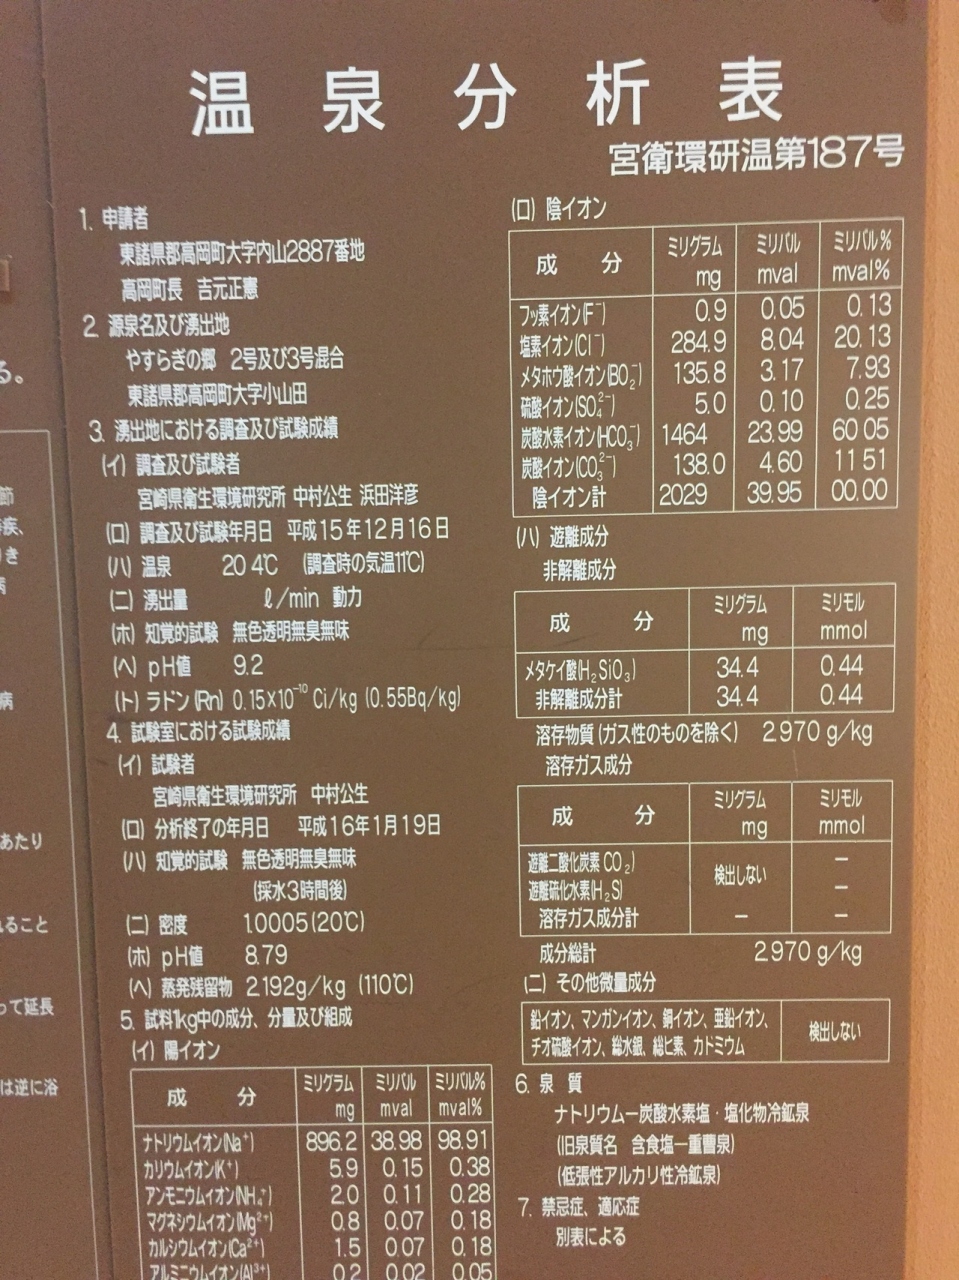 温泉分析表
宮衛環研温第187号
1. 申請者
東諸県郡高岡町大字内山2887番地
高岡町長 吉元正憲
2. 源泉名及び湧出地
やすらぎの郷 2号及び3号混合
東諸県郡高岡町大字小山田
3. 湧出地における調査及び試験成績
(イ) 調査及び試験者
宮崎県衛生環境研究所 中村公生 浜田洋彦
(ロ) 調査及び試験年月日 平成15年12月16日
(ハ) 温泉 20 4℃ (調査時の気温11℃)
(ニ) 湧出量 ℓ/min 動力
(ホ) 知覚的試験 無色透明無臭無味
(ヘ) pH値 9.2
(ト) ラドン(Rn) 0.15×10⁻¹⁰ Ci/kg (0.55Bq/kg)
4. 試験室における試験成績
(イ) 試験者
宮崎県衛生環境研究所 中村公生
(ロ) 分析終了の年月日 平成16年1月19日
(ハ) 知覚的試験 無色透明無臭無味
(採水3時間後)
(ニ) 密度 1.0005(20℃)
(ホ) pH値 8.79
(ヘ) 蒸発残留物 2.192g/kg (110℃)
5. 試料1kg中の成分、分量及び組成
(イ) 陽イオン
成分 ミリグラム mg ミリバル mval ミリバル% mval%
ナトリウムイオン(Na⁺) 896.2 38.98 98.91
カリウムイオン(K⁺) 5.9 0.15 0.38
アンモニウムイオン(NH₄⁺) 2.0 0.11 0.28
マグネシウムイオン(Mg²⁺) 0.8 0.07 0.18
カルシウムイオン(Ca²⁺) 1.5 0.07 0.18
アルミニウムイオン(Al³⁺) 0.2 0.02 0.05
(ロ) 陰イオン
成分 ミリグラム mg ミリバル mval ミリバル% mval%
フッ素イオン(F⁻) 0.9 0.05 0.13
塩素イオン(Cl⁻) 284.9 8.04 20.13
メタホウ酸イオン(BO₂⁻) 135.8 3.17 7.93
硫酸イオン(SO₄²⁻) 5.0 0.10 0.25
炭酸水素イオン(HCO₃⁻) 1464 23.99 60 05
炭酸イオン(CO₃²⁻) 138.0 4.60 11 51
陰イオン計 2029 39.95 00.00
(ハ) 遊離成分
非解離成分
成分 ミリグラム mg ミリモル mmol
メタケイ酸(H₂SiO₃) 34.4 0.44
非解離成分計 34.4 0.44
溶存物質(ガス性のものを除く) 2.970 g/kg
溶存ガス成分
成分 ミリグラム mg ミリモル mmol
遊離二酸化炭素 CO₂) 検出しない −
遊離硫化水素(H₂S) −
溶存ガス成分計 − −
成分総計 2.970 g/kg
(ニ) その他微量成分
鉛イオン、マンガンイオン、銅イオン、亜鉛イオン、
チオ硫酸イオン、総水銀、総ヒ素、カドミウム 検出しない
6. 泉質
ナトリウム−炭酸水素塩・塩化物冷鉱泉
(旧泉質名 含食塩−重曹泉)
(低張性アルカリ性冷鉱泉)
7. 禁忌症、適応症
別表による
る。
節
疾、
りき
病
病
あたり
れること
って延長
は逆に浴